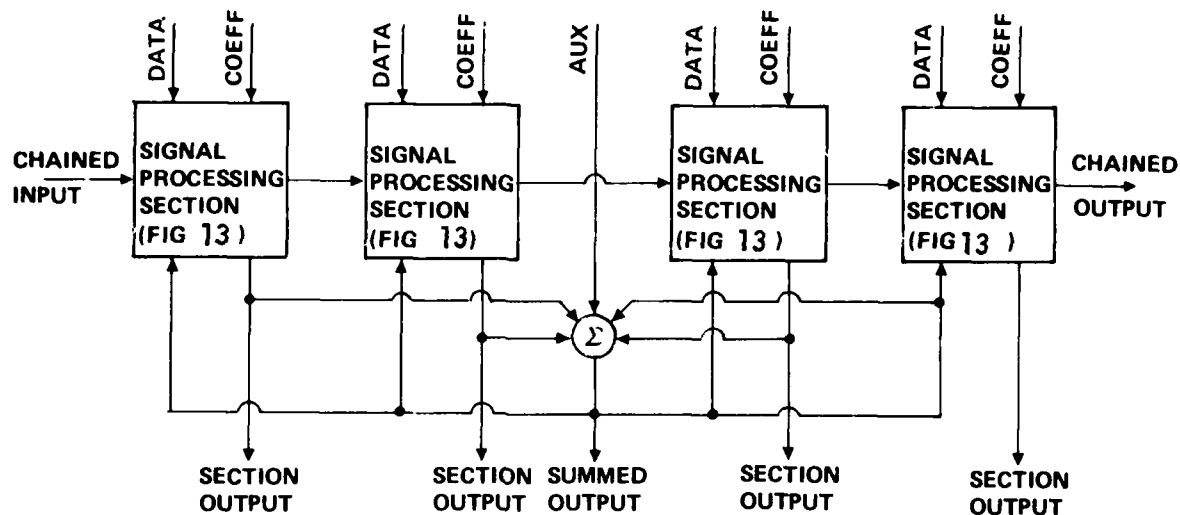 DATA
COEFF
DATA
COEFF
AUX
DATA
COEFF
DATA
COEFF
CHAINED
INPUT
SIGNAL
PROCESSING
SECTION
(FIG 13 )
SIGNAL
PROCESSING
SECTION
(FIG 13)
SIGNAL
PROCESSING
SECTION
(FIG 13 )
SIGNAL
PROCESSING
SECTION
(FIG 13 )
CHAINED
OUTPUT
Σ
SECTION
OUTPUT
SECTION
OUTPUT
SUMMED
OUTPUT
SECTION
OUTPUT
SECTION
OUTPUT